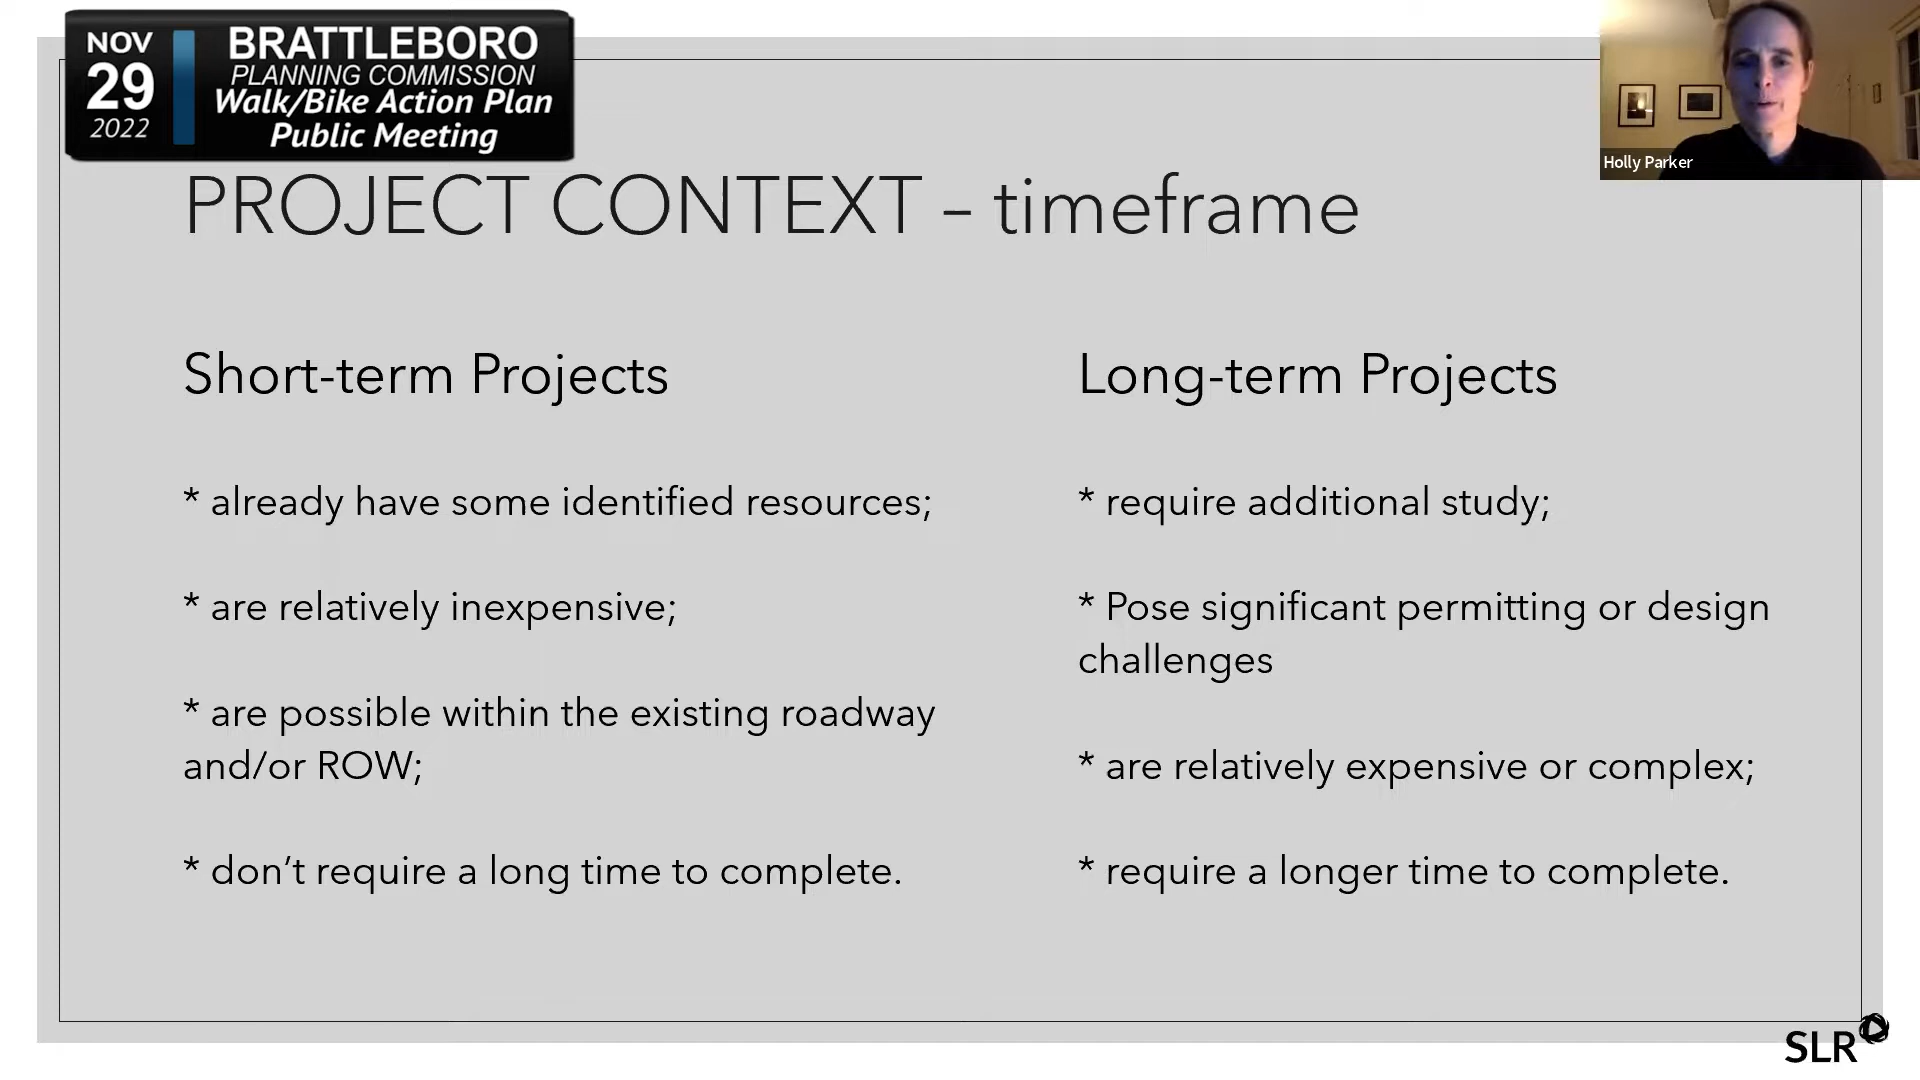 NOV
29
2022
BRATTLEBORO
PLANNING COMMISSION
Walk/Bike Action Plan
Public Meeting
Holly Parker
PROJECT CONTEXT – timeframe
Short-term Projects
* already have some identified resources;
* are relatively inexpensive;
* are possible within the existing roadway
and/or ROW;
* don’t require a long time to complete.
Long-term Projects
* require additional study;
* Pose significant permitting or design
challenges
* are relatively expensive or complex;
* require a longer time to complete.
SLR